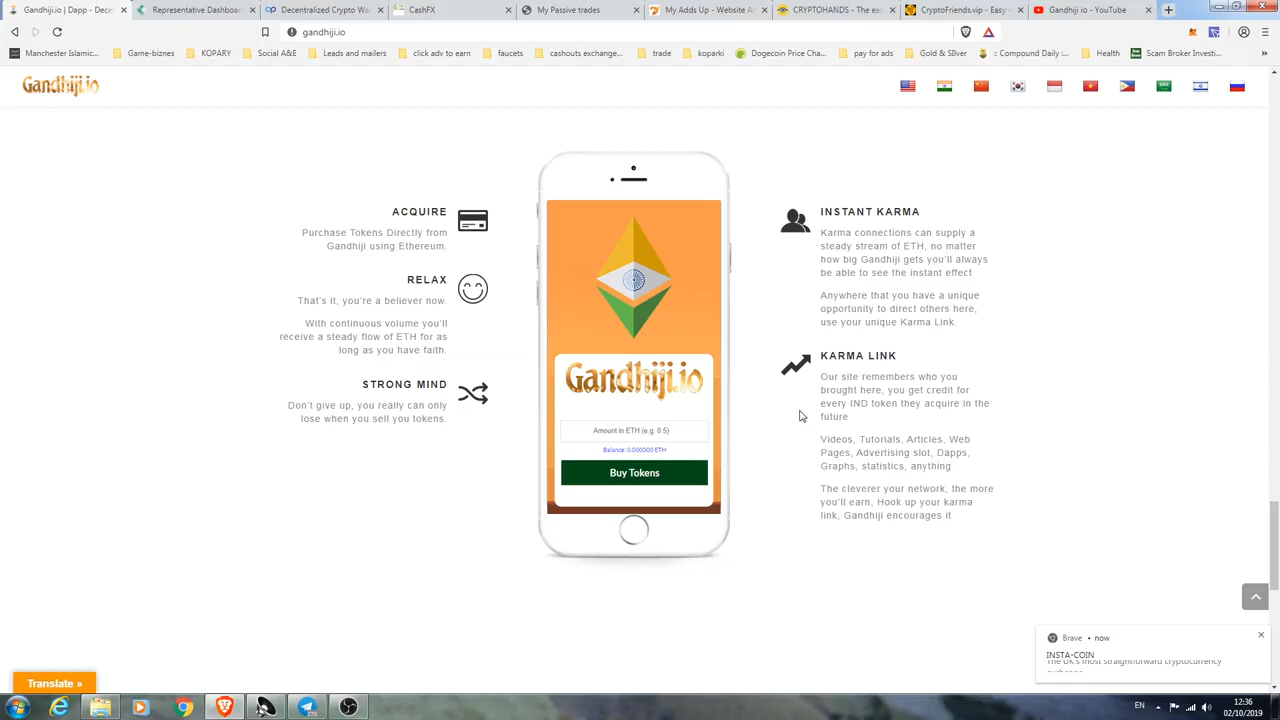 Gandhiji.io | Dapp - Decen
Representative Dashboar
Decentralized Crypto Wa
CashFX
My Passive trades
My Adds Up - Website A
CRYPTOHANDS - The ea
CryptoFriends.vip - Easy
Gandhiji io - YouTube
gandhiji.io
Manchester Islamic...
Game-biznes
KOPARY
Social A&E
Leads and mailers
click adv to earn
faucets
cashouts exchange...
trade
koparki
Dogecoin Price Cha...
pay for ads
Gold & SIlver
= Compound Daily :...
Health
Scam Broker Investi...
Gandhiji.io
ACQUIRE
Purchase Tokens Directly from
Gandhiji using Ethereum.
RELAX
That's it, you're a believer now.
With continuous volume you'll
receive a steady flow of ETH for as
long as you have faith.
STRONG MIND
Don't give up, you really can only
lose when you sell you tokens.
Gandhiji.io
Amount in ETH (e.g. 0.5)
Balance: 0.000000 ETH
Buy Tokens
INSTANT KARMA
Karma connections can supply a
steady stream of ETH, no matter
how big Gandhiji gets you'll always
be able to see the instant effect
Anywhere that you have a unique
opportunity to direct others here,
use your unique Karma Link.
KARMA LINK
Our site remembers who you
brought here, you get credit for
every IND token they acquire in the
future
Videos, Tutorials, Articles, Web
Pages, Advertising slot, Dapps,
Graphs, statistics, anything
The cleverer your network, the more
you'll earn, Hook up your karma
link, Gandhiji encourages it
Brave • now
INSTA-COIN
The UK's most straightforward cryptocurrency
exchange
Translate »
270
EN
12:36
02/10/2019